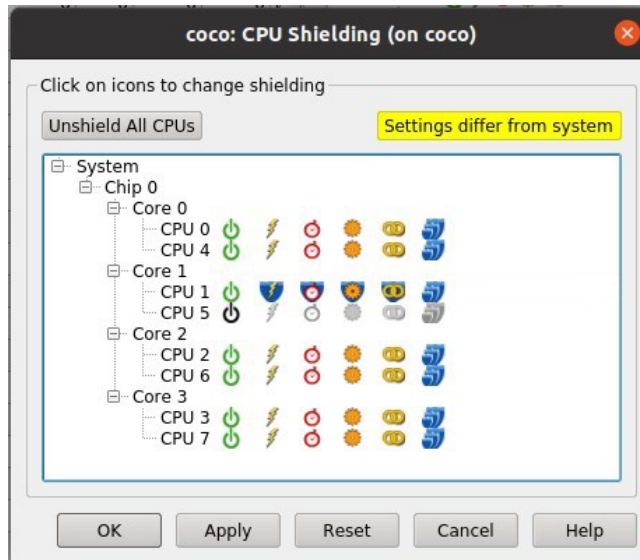 coco: CPU Shielding (on coco)
Click on icons to change shielding
Unshield All CPUs
Settings differ from system
System
Chip 0
Core 0
CPU 0
CPU 4
Core 1
CPU 1
CPU 5
Core 2
CPU 2
CPU 6
Core 3
CPU 3
CPU 7
OK
Apply
Reset
Cancel
Help